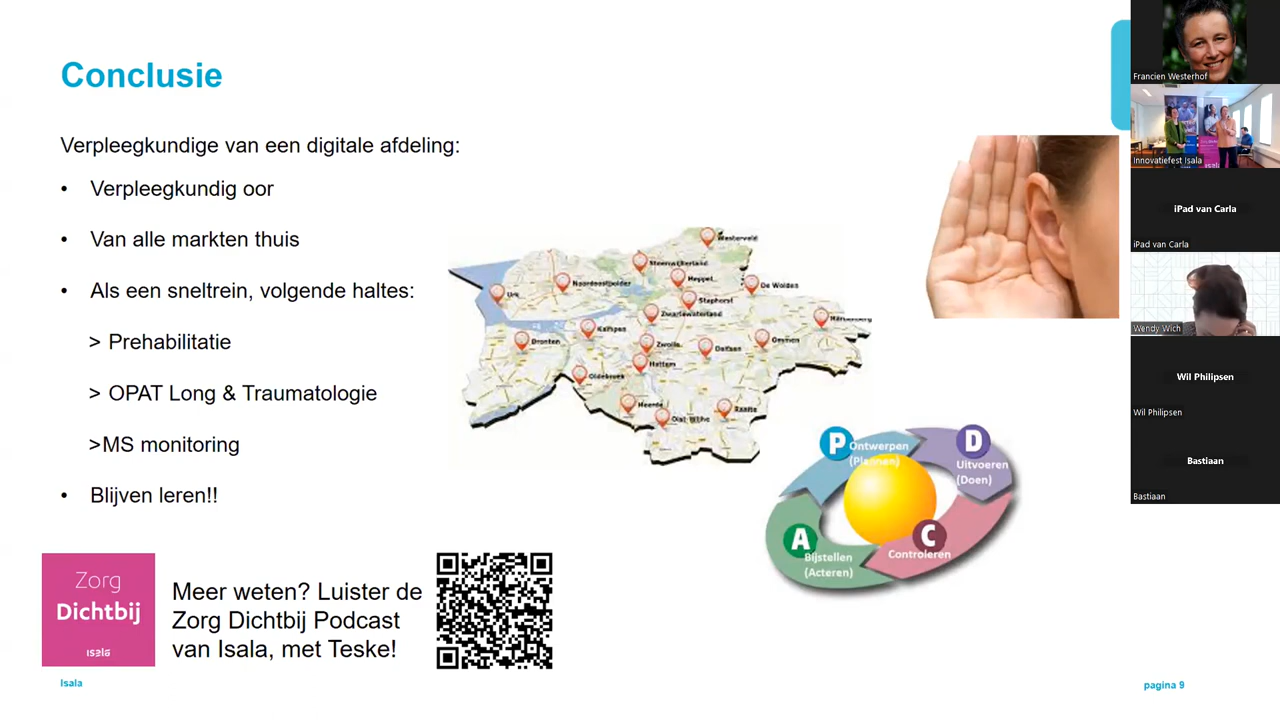 Conclusie
Verpleegkundige van een digitale afdeling:
• Verpleegkundig oor
• Van alle markten thuis
• Als een sneltrein, volgende haltes:
> Prehabilitatie
> OPAT Long & Traumatologie
>MS monitoring
• Blijven leren!!
Zorg
Dichtbij
isala
Meer weten? Luister de
Zorg Dichtbij Podcast
van Isala, met Teske!
Isala
pagina 9
Westerveld
Steenwijkerland
Meppel
De Wolden
Urk
Noordoostpolder
Staphorst
Zwartewaterland
Hardenberg
Kampen
Dronten
Zwolle
Dalfsen
Ommen
Hattem
Oldebroek
Heerde
Olst-Wijhe
Raalte
P
Ontwerpen
(Plannen)
D
Uitvoeren
(Doen)
A
Bijstellen
(Acteren)
C
Controleren
Francien Westerhof
Innovatiefest Isala
iPad van Carla
iPad van Carla
Wendy Wich
Wil Philipsen
Wil Philipsen
Bastiaan
Bastiaan